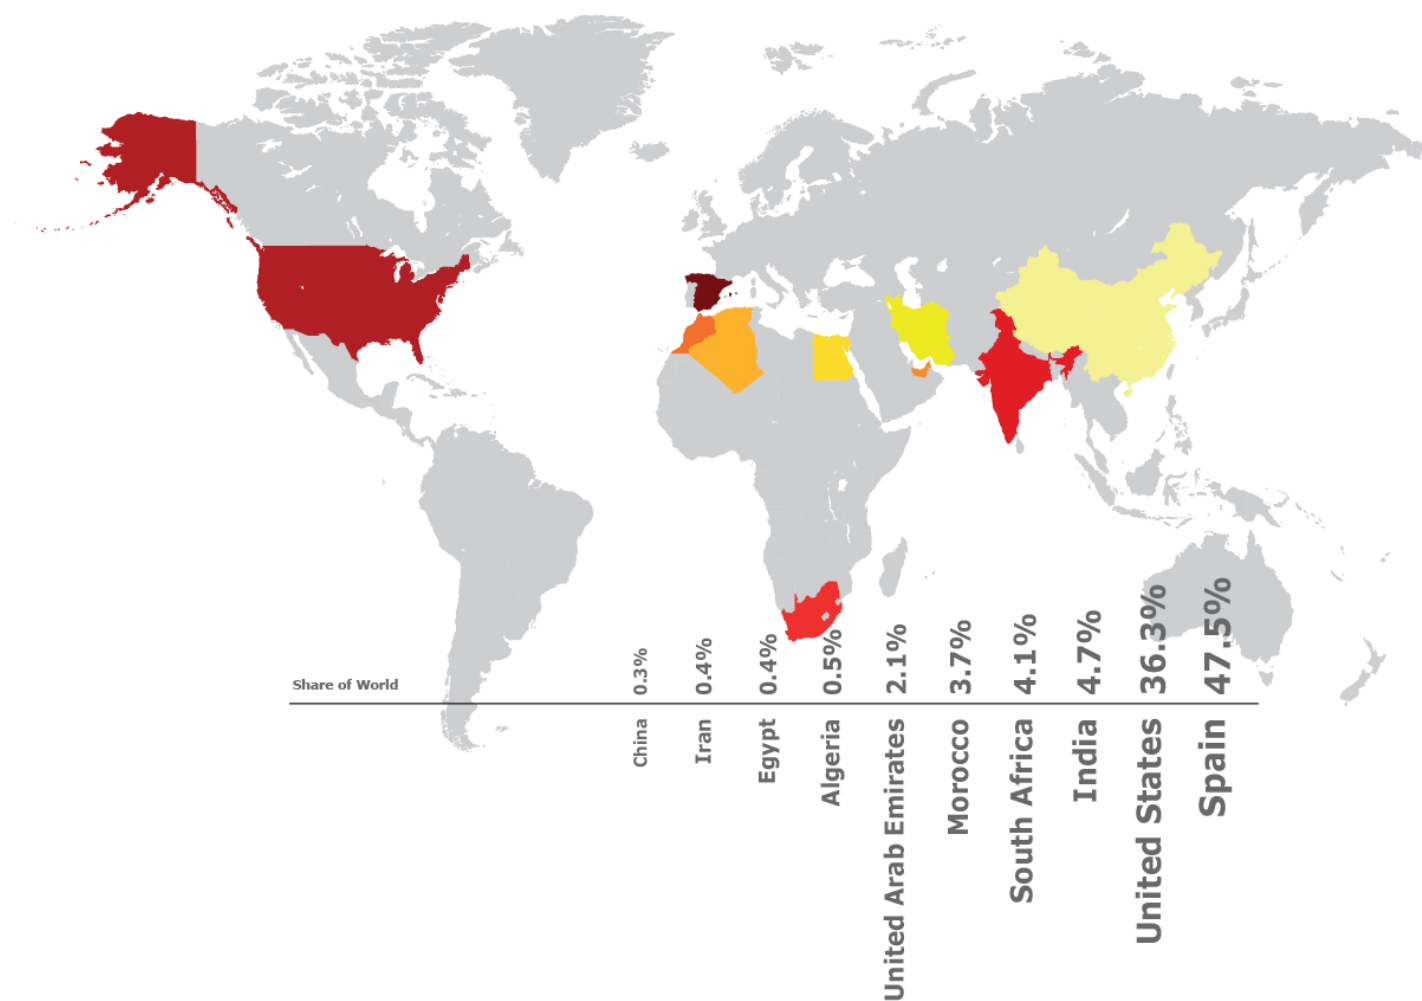 Share of World
0.3%
0.4%
0.4%
0.5%
2.1%
3.7%
4.1%
4.7%
36.3%
47.5%
China
Iran
Egypt
Algeria
United Arab Emirates
Morocco
South Africa
India
United States
Spain